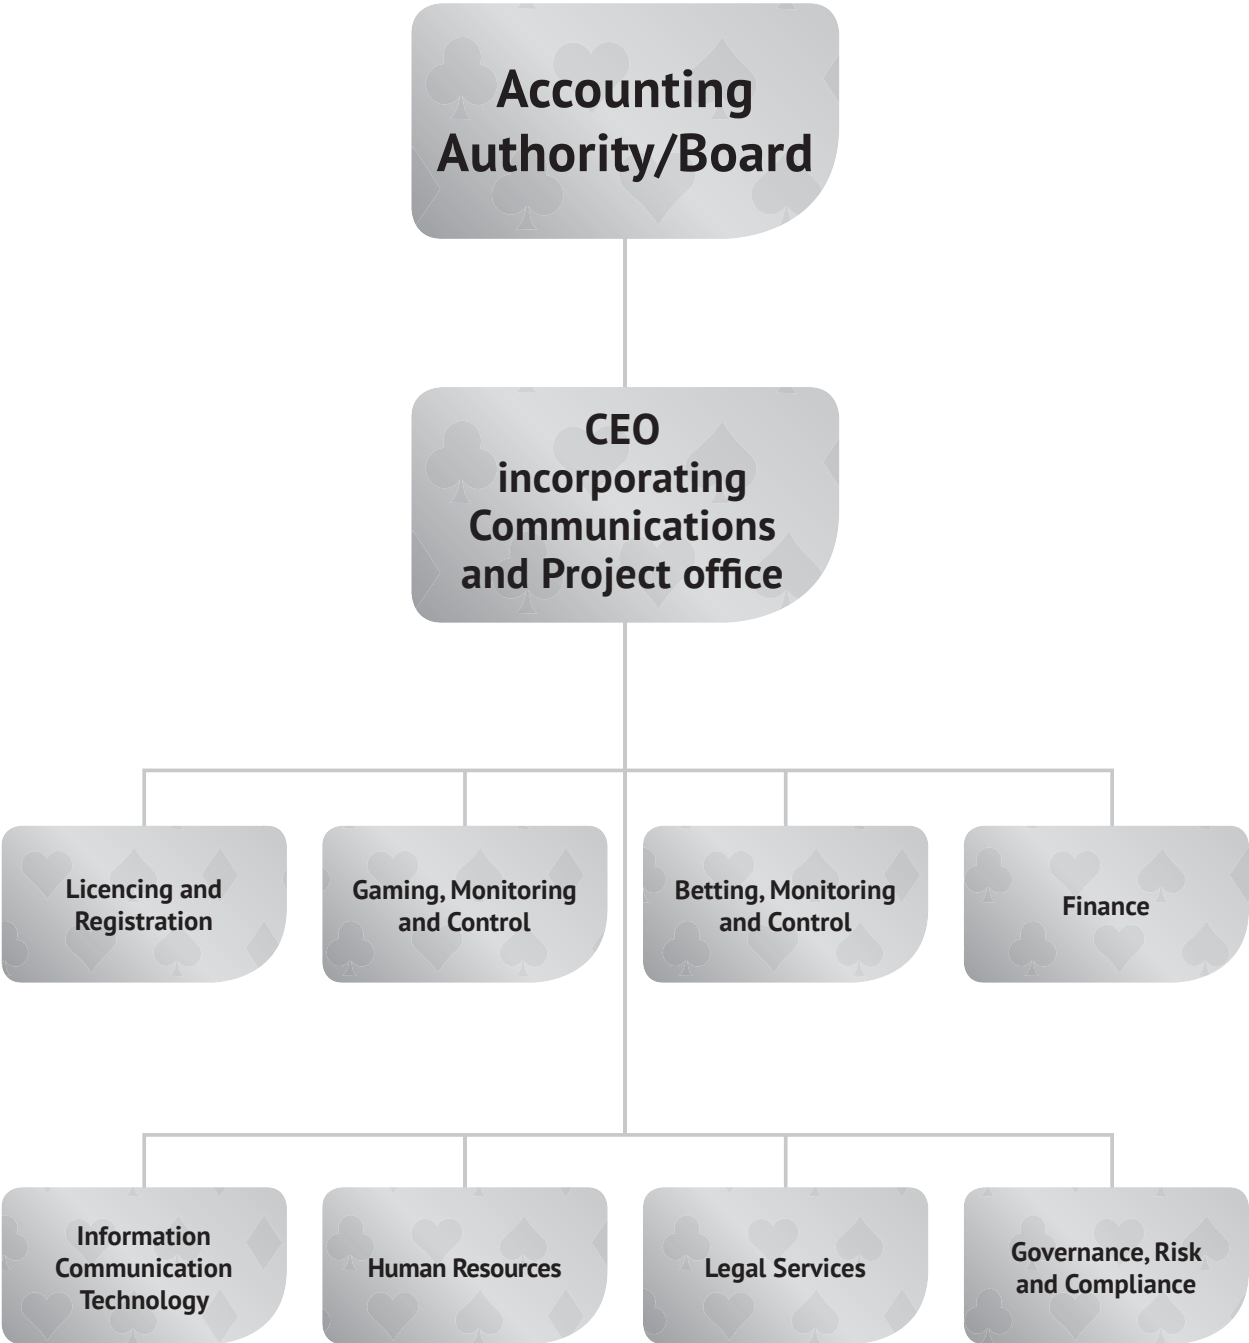 Accounting
Authority/Board
CEO
incorporating
Communications
and Project office
Licencing and
Registration
Gaming, Monitoring
and Control
Betting, Monitoring
and Control
Finance
Information
Communication
Technology
Human Resources
Legal Services
Governance, Risk
and Compliance